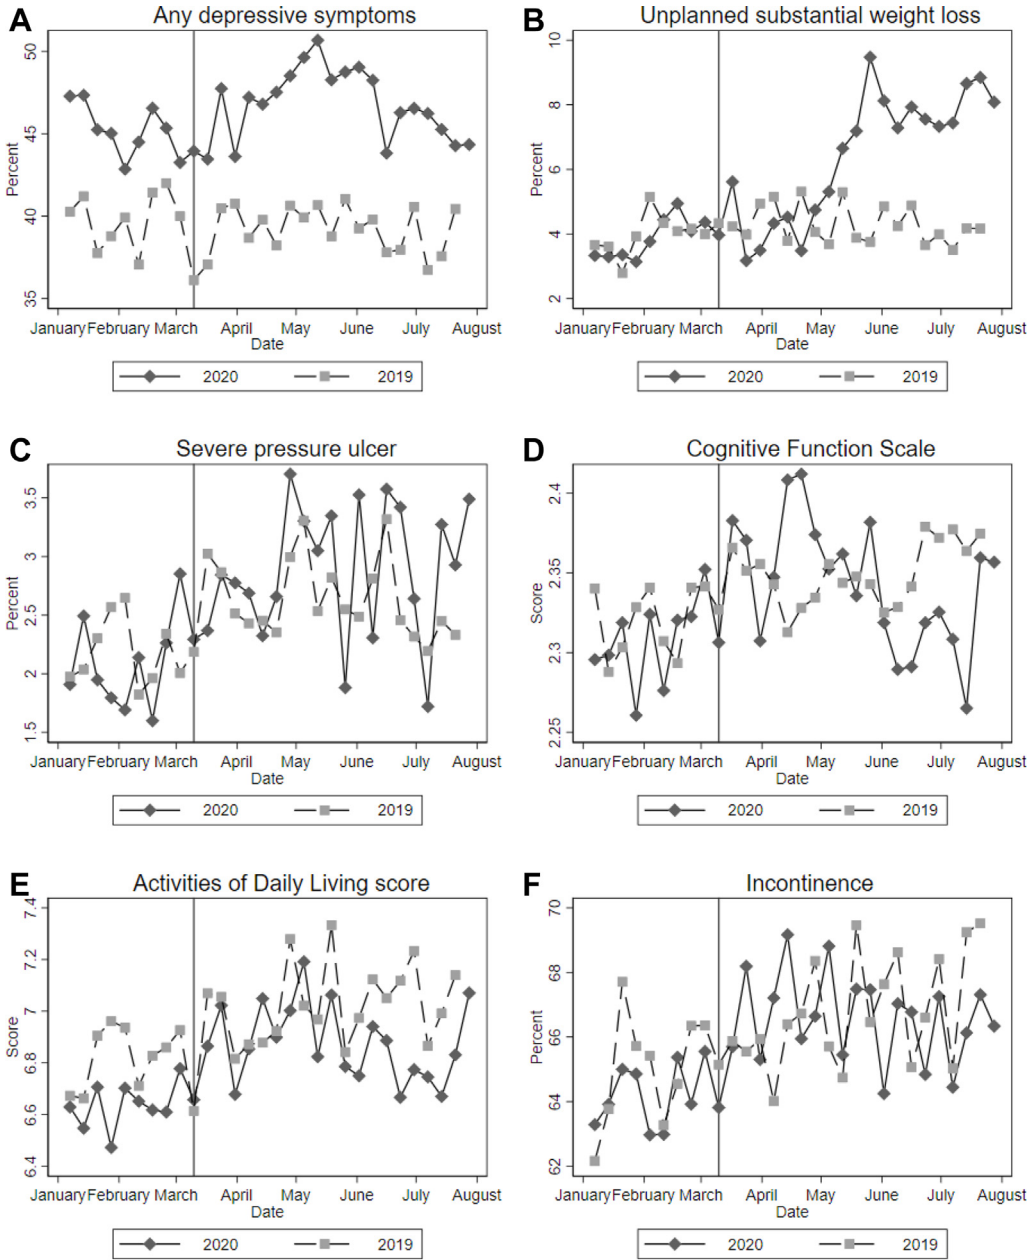 A Any depressive symptoms
Percent
50
45
40
35
January February March April May June July August
Date
2020 2019
B Unplanned substantial weight loss
Percent
10
8
6
4
2
January February March April May June July August
Date
2020 2019
C Severe pressure ulcer
Percent
3.5
3
2.5
2
1.5
January February March April May June July August
Date
2020 2019
D Cognitive Function Scale
Score
2.4
2.35
2.3
2.25
January February March April May June July August
Date
2020 2019
E Activities of Daily Living score
Score
7.4
7.2
7
6.8
6.6
6.4
January February March April May June July August
Date
2020 2019
F Incontinence
Percent
70
68
66
64
62
January February March April May June July August
Date
2020 2019